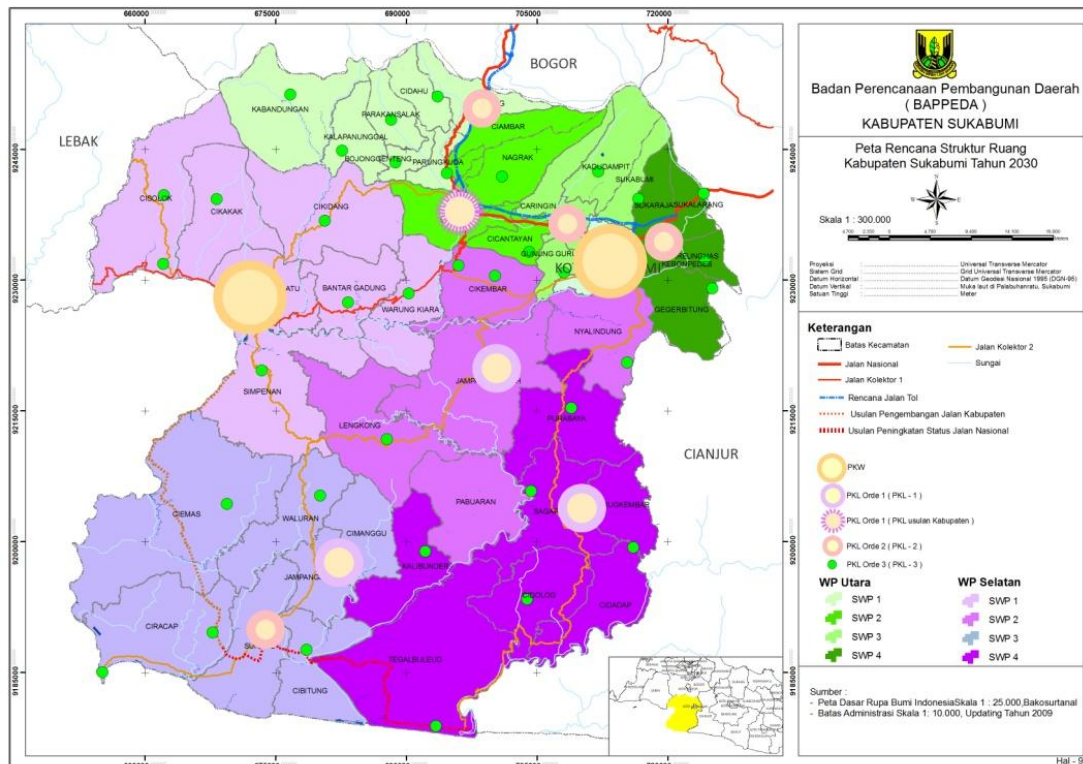 660000 675000 690000 705000 720000
BOGOR
LEBAK
CIANJUR
9245000
9230000
9215000
9200000
9185000
CIDAHU
KABANDUNGAN
PARAKANSALAK
CIAMBAR
KALAPANUNGGAL
BOJONGGENTENG
PARUNGKUDA
NAGRAK
KADUDAMPIT
SUKABUMI
CISOLOK
CIKAKAK
CIKIDANG
CARINGIN
SUKARAJA
SUKALARANG
CICANTAYAN
KEBONPEDES
BANTAR GADUNG
CIKEMBAR
WARUNG KIARA
GEGERBITUNG
NYALINDUNG
SIMPENAN
LENGKONG
PURABAYA
PABUARAN
CIEMAS
WALURAN
CIMANGGU
KALIBUNDER
CIDOLOG
CIDADAP
CIRACAP
TEGALBULEUD
CIBITUNG
Badan Perencanaan Pembangunan Daerah
( BAPPEDA )
KABUPATEN SUKABUMI
Peta Rencana Struktur Ruang
Kabupaten Sukabumi Tahun 2030
Skala 1 : 300.000
Proyeksi : Universal Transverse Mercator
Sistem Grid : Grid Universal Transverse Mercator
Datum Horizontal : Datum Geodese Nasional 1995 (DGN-95)
Datum Vertikal : Muka laut di Palabuhanratu, Sukabumi
Satuan Tinggi : Meter
Keterangan
Batas Kecamatan
Jalan Kolektor 2
Jalan Nasional
Sungai
Jalan Kolektor 1
Rencana Jalan Tol
Usulan Pengembangan Jalan Kabupaten
Usulan Peningkatan Status Jalan Nasional
PKW
PKL Orde 1 ( PKL - 1 )
PKL Orde 1 ( PKL usulan Kabupaten )
PKL Orde 2 ( PKL - 2 )
PKL Orde 3 ( PKL - 3 )
WP Utara WP Selatan
SWP 1 SWP 1
SWP 2 SWP 2
SWP 3 SWP 3
SWP 4 SWP 4
Sumber :
- Peta Dasar Rupa Bumi IndonesiaSkala 1 : 25.000,Bakosurtanal
- Batas Administrasi Skala 1: 10.000, Updating Tahun 2009
Hal - 9